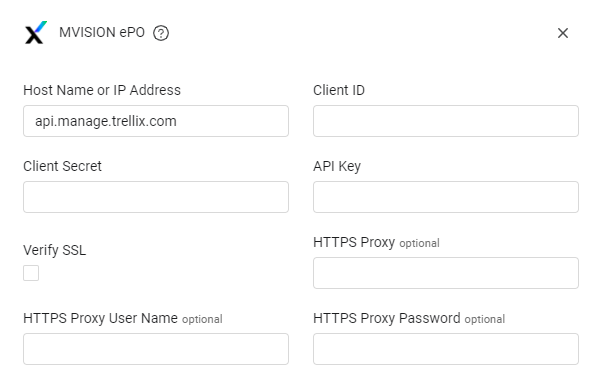 MVISION ePO
Host Name or IP Address
Client ID
api.manage.trellix.com
Client Secret
API Key
Verify SSL
HTTPS Proxy optional
HTTPS Proxy User Name optional
HTTPS Proxy Password optional